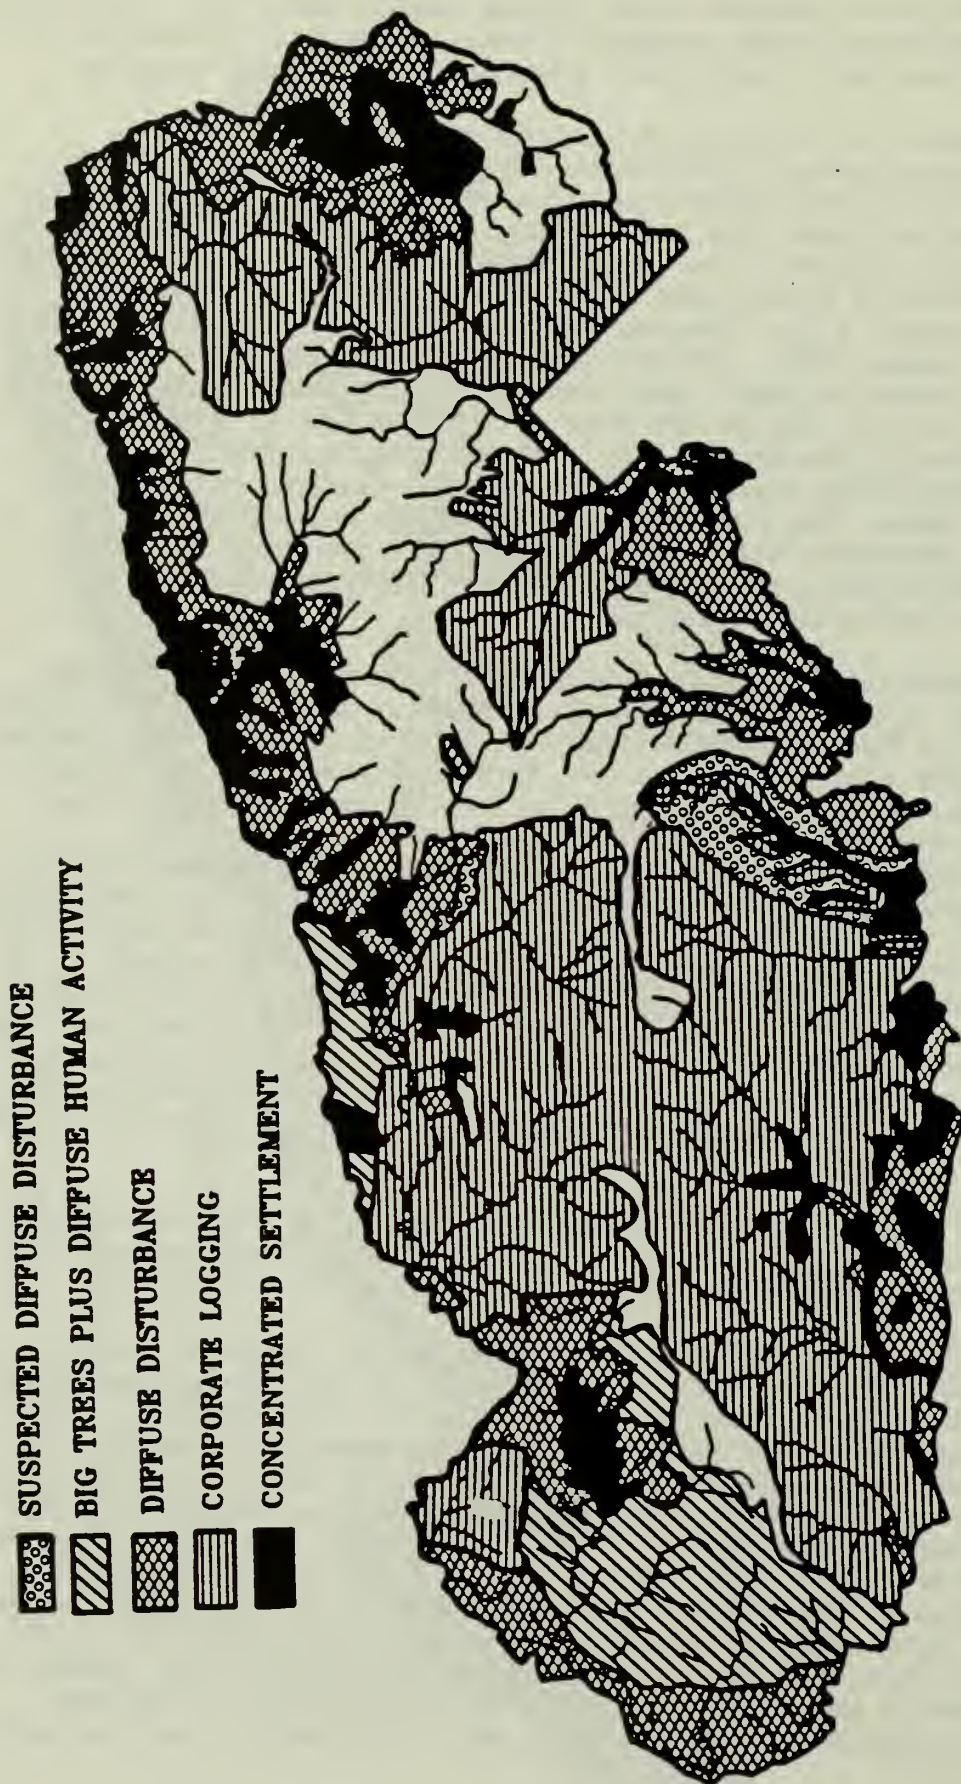 SUSPECTED DIFFUSE DISTURBANCE
BIG TREES PLUS DIFFUSE HUMAN ACTIVITY
DIFFUSE DISTURBANCE
CORPORATE LOGGING
CONCENTRATED SETTLEMENT